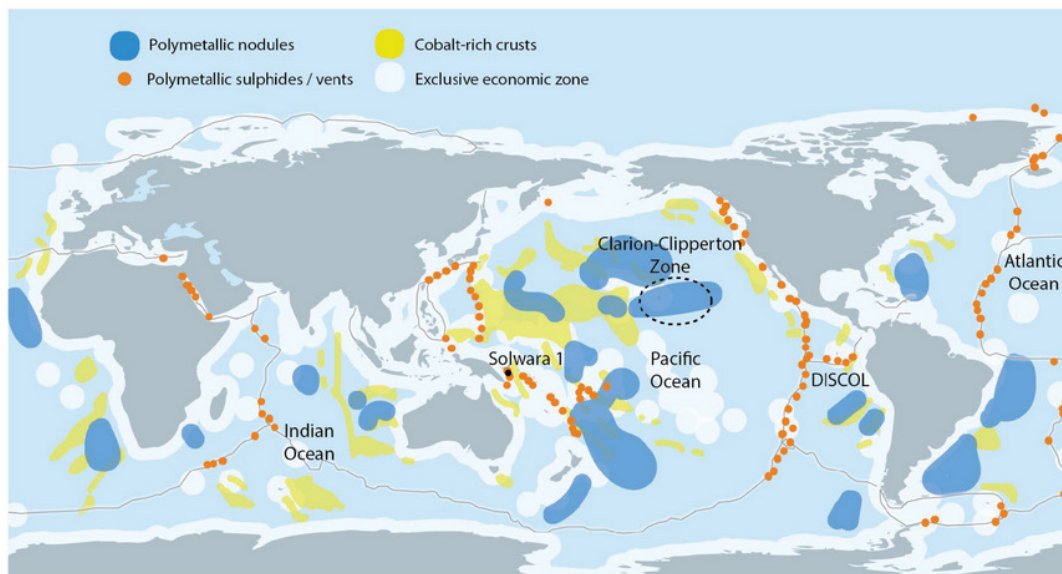 Polymetallic nodules
Cobalt-rich crusts
Polymetallic sulphides / vents
Exclusive economic zone
Clarion-Clipperton
Zone
Atlantic
Ocean
Solwara 1
Pacific
Ocean
DISCOL
Indian
Ocean